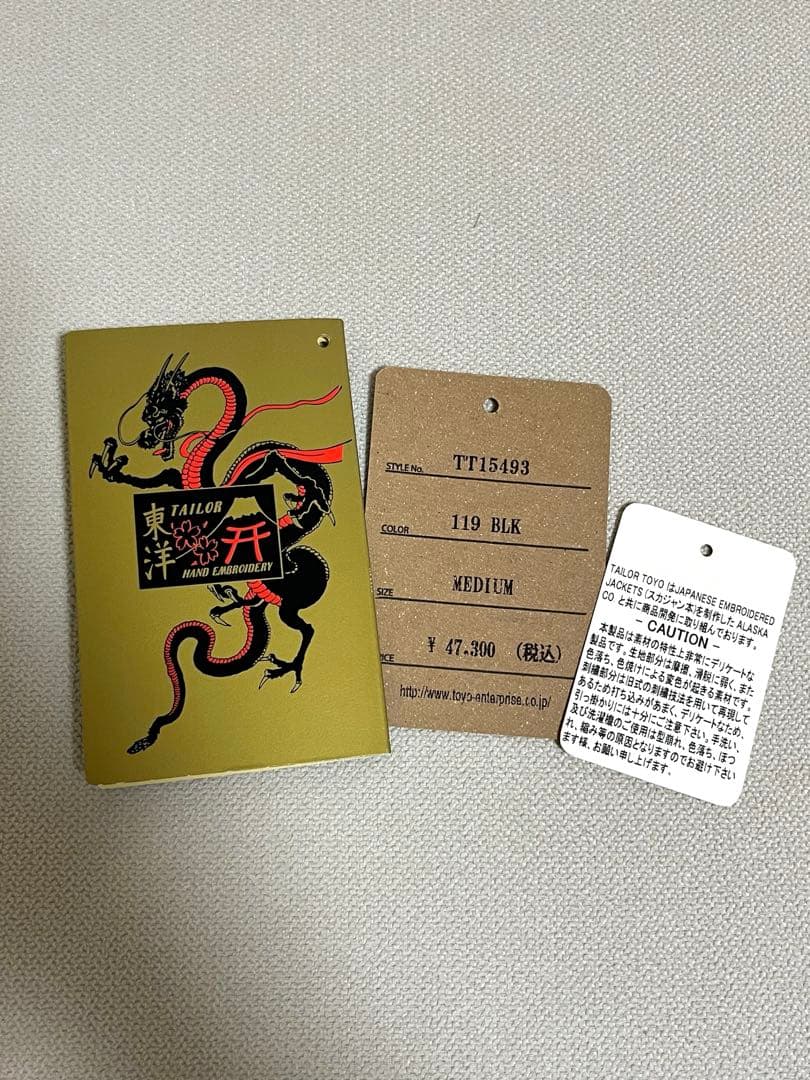 TAILOR
東洋
HAND EMBROIDERY
STYLE No. TT15493
COLOR 119 BLK
SIZE MEDIUM
¥ 47.300 (税込)
http://www.toyo-enterprise.co.jp/
TAILOR TOYO はJAPANESE EMBROIDERED
JACKETS(スカジャン本)を制作した ALASKA
CO と共に商品開発に取り組んでおります。
- CAUTION -
本製品は素材の特性上非常にデリケートな
製品です。生地部分は摩擦、滑脱に弱く、また
色落ち、色焼けによる変色が起きる素材です。
刺繍部分は旧式の刺繍技法を用いて再現して
あるため打ち込みがあまく、デリケートなため、
引っ掛かりには十分にご注意下さい。手洗い、
及び洗濯機のご使用は型崩れ、色落ち、ほつ
れ、縮み等の原因となりますのでお避け下さい
ます様、お願い申し上げます。